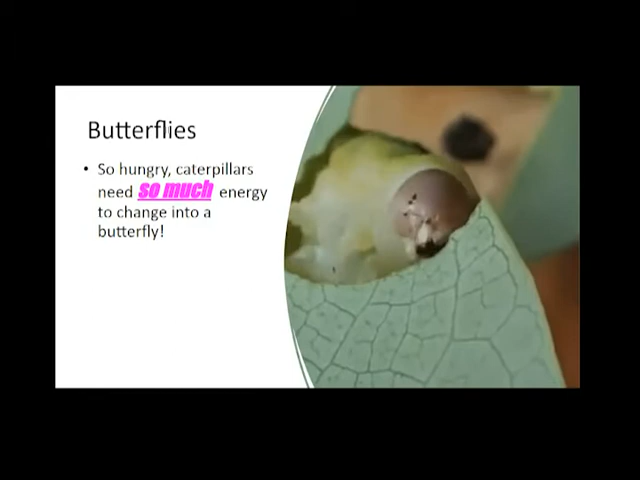 Butterflies
• So hungry, caterpillars
need so much energy
to change into a
butterfly!